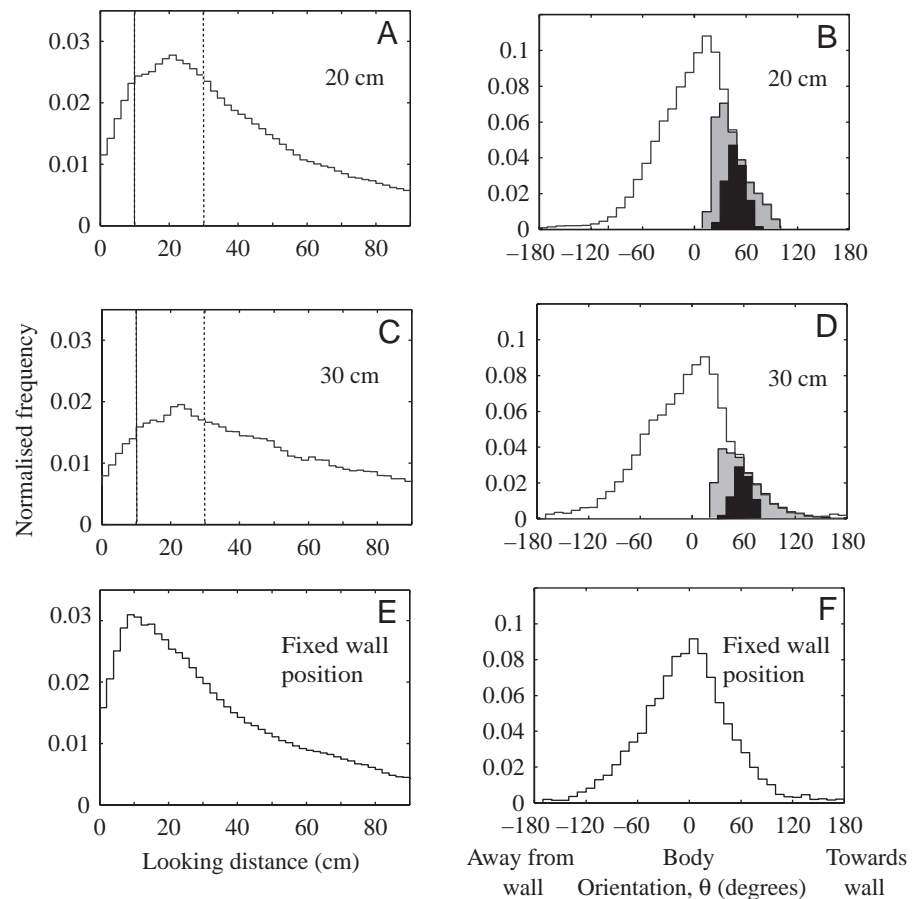 A
20 cm
0.03
0.02
0.01
0
0 20 40 60 80
B
20 cm
0.1
0.08
0.06
0.04
0.02
0
–180 –120 –60 0 60 120 180
C
30 cm
0.03
0.02
0.01
0
0 20 40 60 80
D
30 cm
0.1
0.08
0.06
0.04
0.02
0
–180 –120 –60 0 60 120 180
Normalised frequency
E
Fixed wall
position
0.03
0.02
0.01
0
0 20 40 60 80
Looking distance (cm)
F
Fixed wall
position
0.1
0.08
0.06
0.04
0.02
0
–180 –120 –60 0 60 120 180
Away from
wall
Body
Orientation, θ (degrees)
Towards
wall